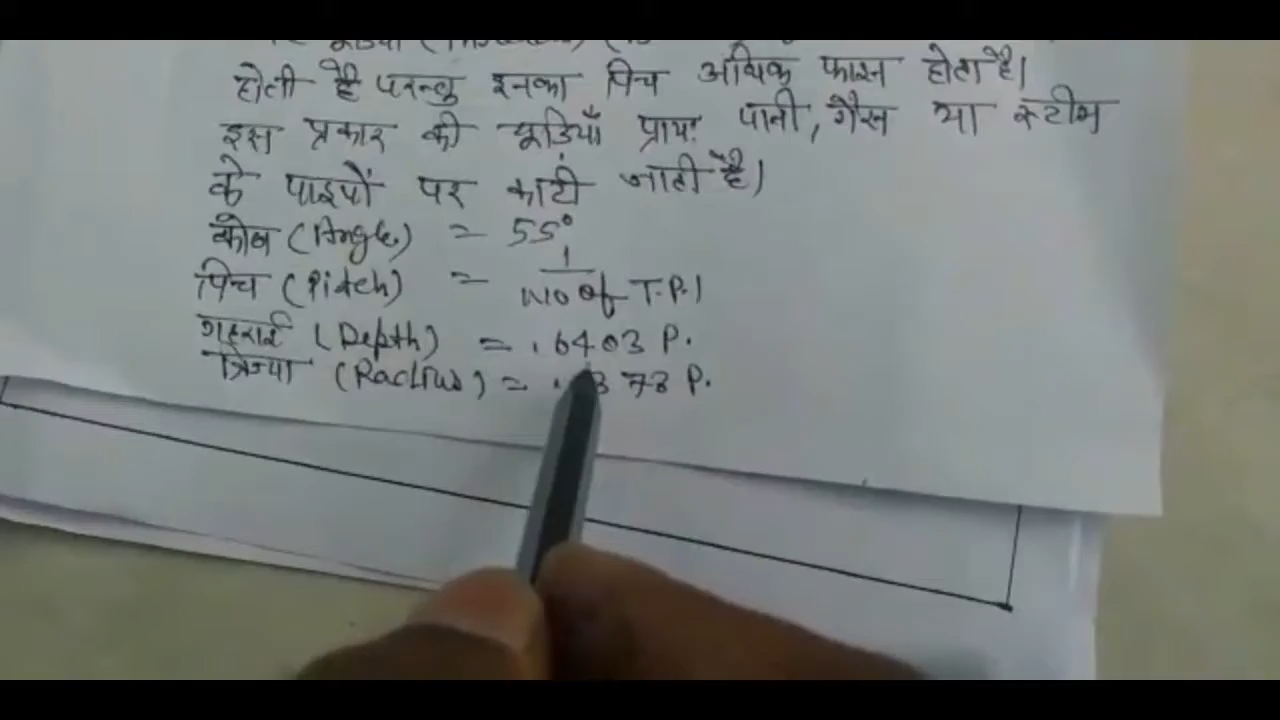 होती है परन्तु इनका पिच अधिक फाइन होता है।
इस प्रकार की चूड़ियाँ प्रायः पानी, गैस या स्टीम
के पाइपों पर काटी जाती है।
कोण (Angle) = 55°
पिच (Pitch) = 1/No of T.P.I
गहराई (Depth) = .6403 P.
त्रिज्या (Radius) = P.